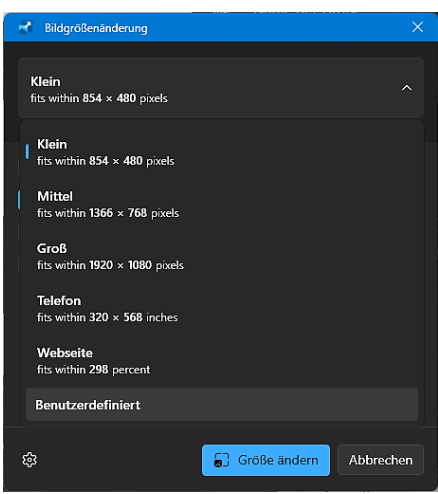 Bildgrößenänderung
Klein
fits within 854 × 480 pixels
Klein
fits within 854 × 480 pixels
Mittel
fits within 1366 × 768 pixels
Groß
fits within 1920 × 1080 pixels
Telefon
fits within 320 × 568 inches
Webseite
fits within 298 percent
Benutzerdefiniert
Größe ändern
Abbrechen